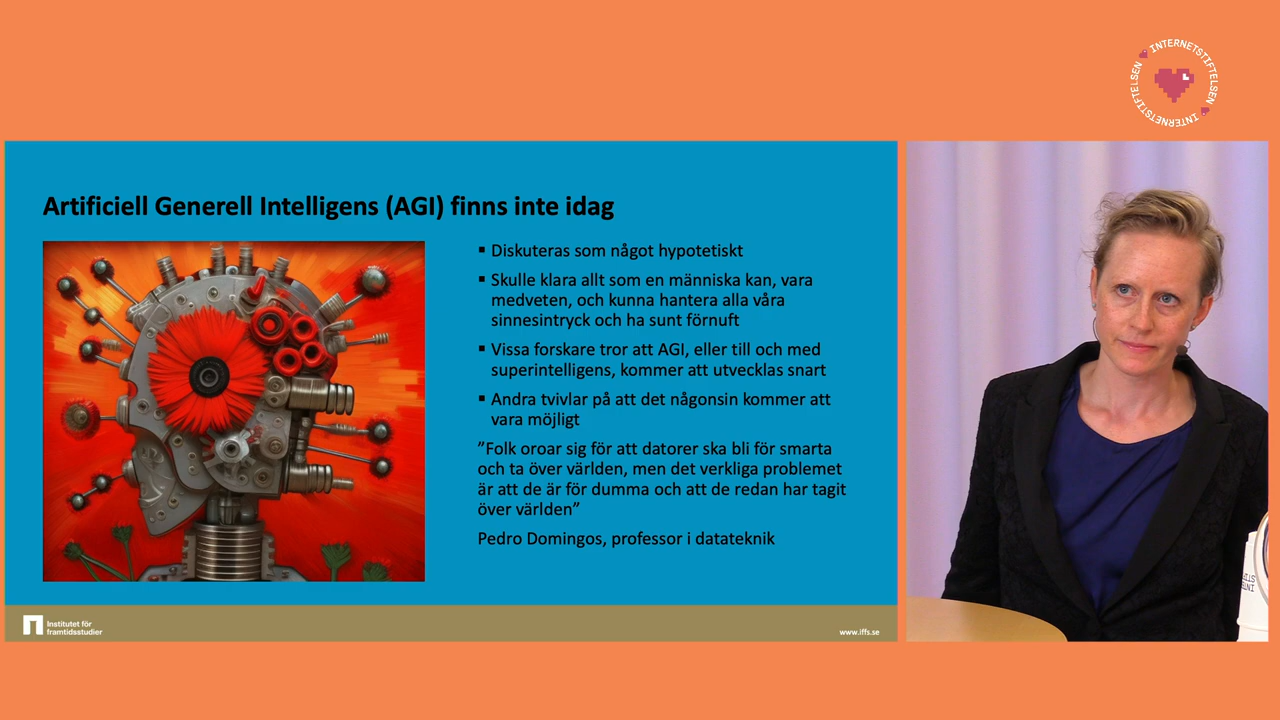 INTERNETSTIFTELSEN
INTERNETSTIFTELSEN
Artificiell Generell Intelligens (AGI) finns inte idag
▪ Diskuteras som något hypotetiskt
▪ Skulle klara allt som en människa kan, vara
medveten, och kunna hantera alla våra
sinnesintryck och ha sunt förnuft
▪ Vissa forskare tror att AGI, eller till och med
superintelligens, kommer att utvecklas snart
▪ Andra tvivlar på att det någonsin kommer att
vara möjligt
”Folk oroar sig för att datorer ska bli för smarta
och ta över världen, men det verkliga problemet
är att de är för dumma och att de redan har tagit
över världen”
Pedro Domingos, professor i datateknik
Institutet för
framtidsstudier
www.iffs.se